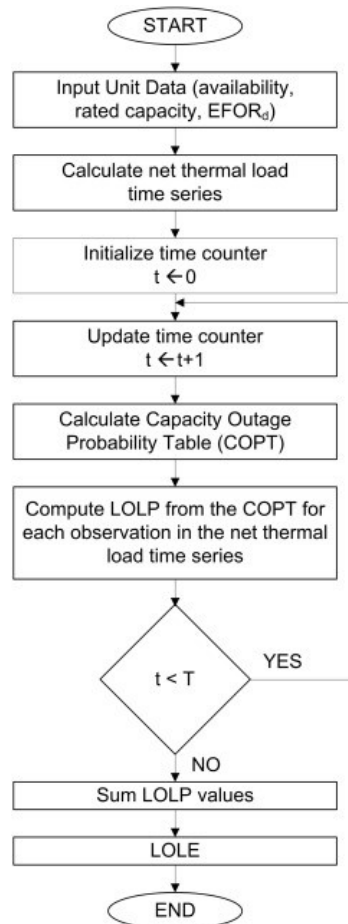 START
Input Unit Data (availability,
rated capacity, EFORd)
Calculate net thermal load
time series
Initialize time counter
t ←0
Update time counter
t ←t+1
Calculate Capacity Outage
Probability Table (COPT)
Compute LOLP from the COPT for
each observation in the net thermal
load time series
t < T
YES
NO
Sum LOLP values
LOLE
END